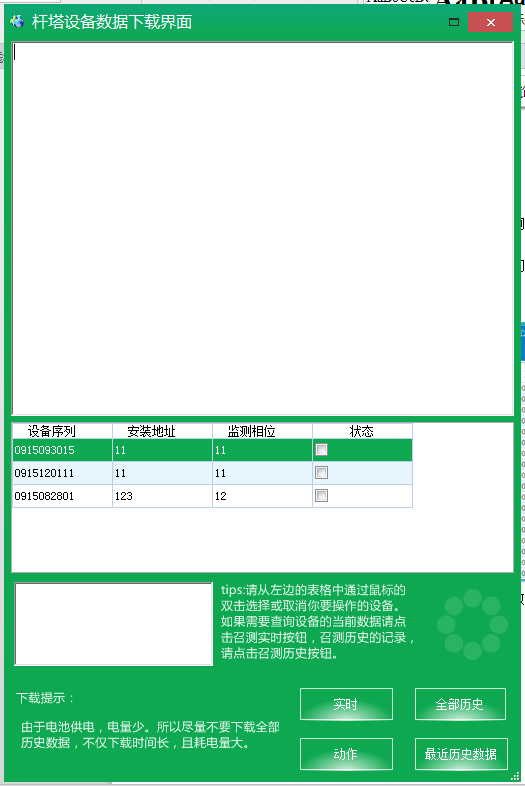 杆塔设备数据下载界面
设备序列 安装地址 监测相位 状态
0915093015 11 11
0915120111 11 11
0915082801 123 12
tips:请从左边的表格中通过鼠标的
双击选择或取消你要操作的设备。
如果需要查询设备的当前数据请点
击召测实时按钮，召测历史的记录，
请点击召测历史按钮。
下载提示：
由于电池供电，电量少。所以尽量不要下载全部
历史数据，不仅下载时间长，且耗电量大。
实时 全部历史
动作 最近历史数据